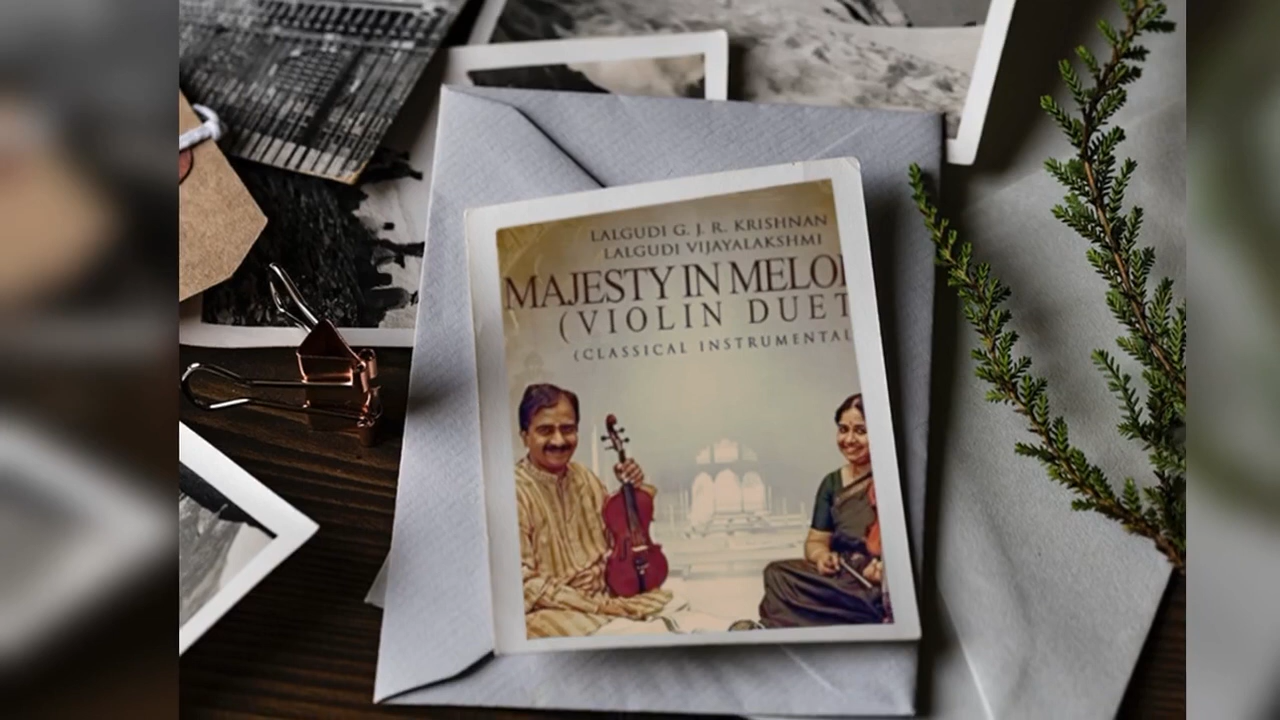 LALGUDI G. J. R. KRISHNAN
LALGUDI VIJAYALAKSHMI
MAJESTY IN MELO
(VIOLIN DUET
(CLASSICAL INSTRUMENTAL